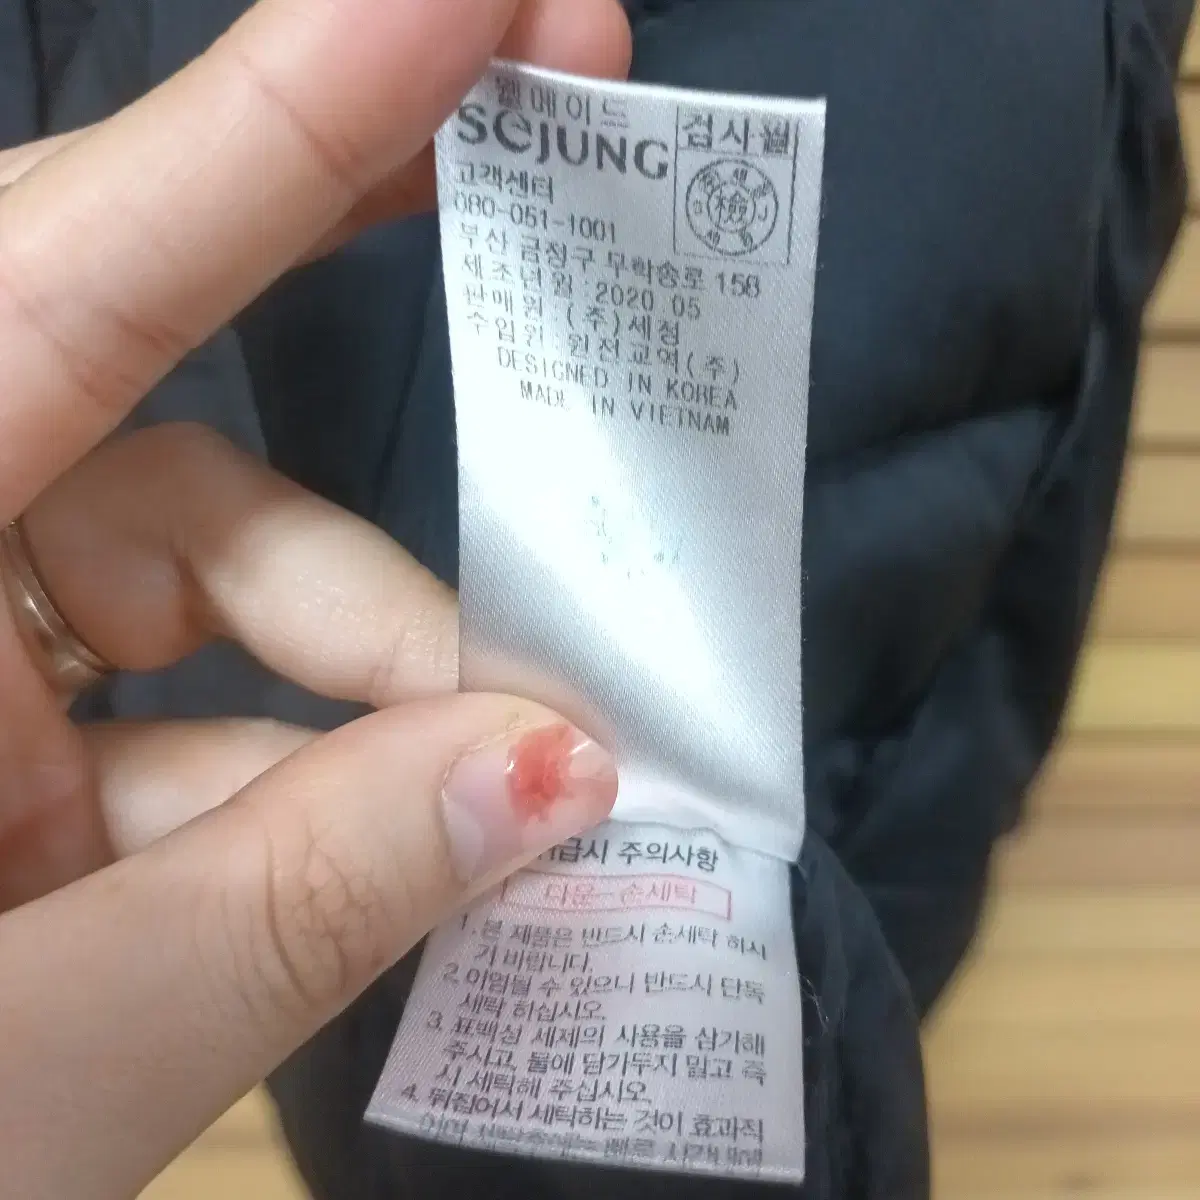 웰메이드
SeJUNG
검사필
고객센터
080-051-1001
부산 금정구 무학송로 158
제조년월:2020 05
판매원 (주)세정
수입원:원전교역(주)
DESIGNED IN KOREA
MADE IN VIETNAM
취급시 주의사항
다운-손세탁
1.본 제품은 반드시 손세탁 하시
기 바랍니다.
2.이염될 수 있으니 반드시 단독
세탁 하십시오.
3.표백성 세제의 사용을 삼가해
주시고, 물에 담가두지 말고 즉
시 세탁해 주십시오.
4.뒤집어서 세탁하는 것이 효과적
이며